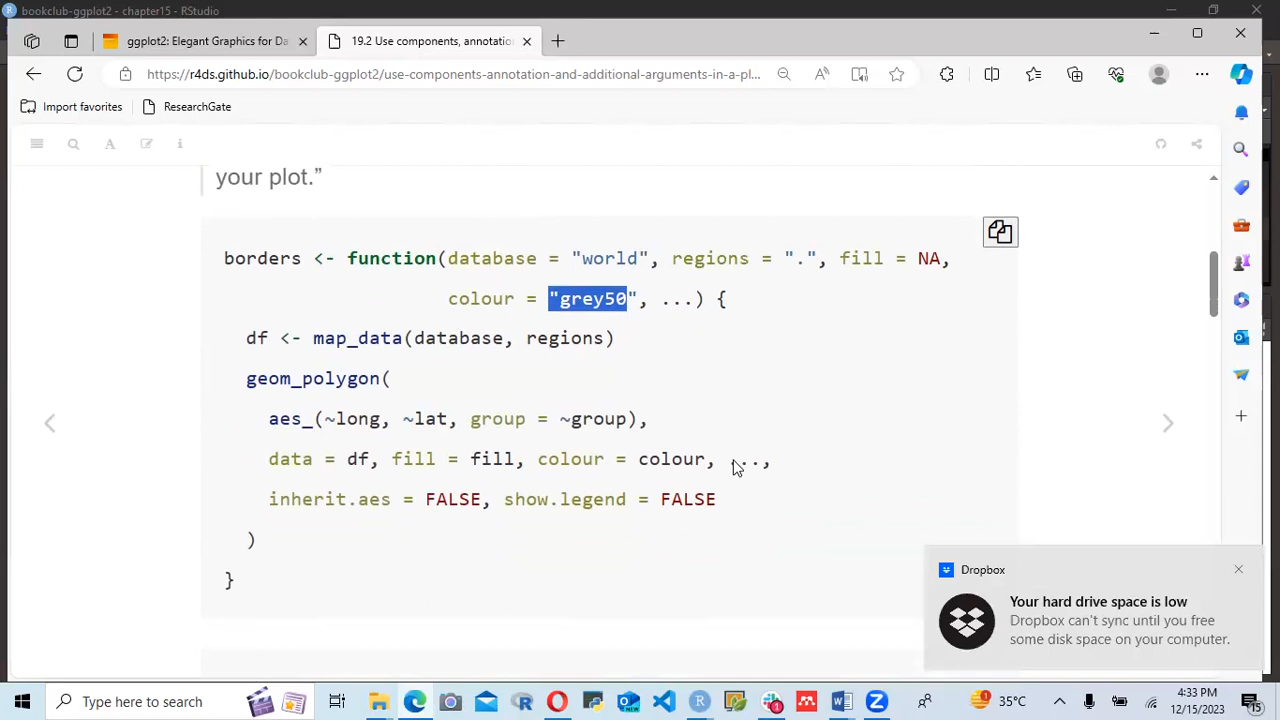 bookclub-ggplot2 - chapter15 - RStudio
ggplot2: Elegant Graphics for Da
19.2 Use components, annotatio
https://r4ds.github.io/bookclub-ggplot2/use-components-annotation-and-additional-arguments-in-a-pl...
Import favorites
ResearchGate
your plot.”
borders <- function(database = "world", regions = ".", fill = NA,
colour = "grey50", ...) {
df <- map_data(database, regions)
geom_polygon(
aes_(~long, ~lat, group = ~group),
data = df, fill = fill, colour = colour, ...,
inherit.aes = FALSE, show.legend = FALSE
)
}
Dropbox
Your hard drive space is low
Dropbox can't sync until you free
some disk space on your computer.
Type here to search
35°C
4:33 PM
12/15/2023